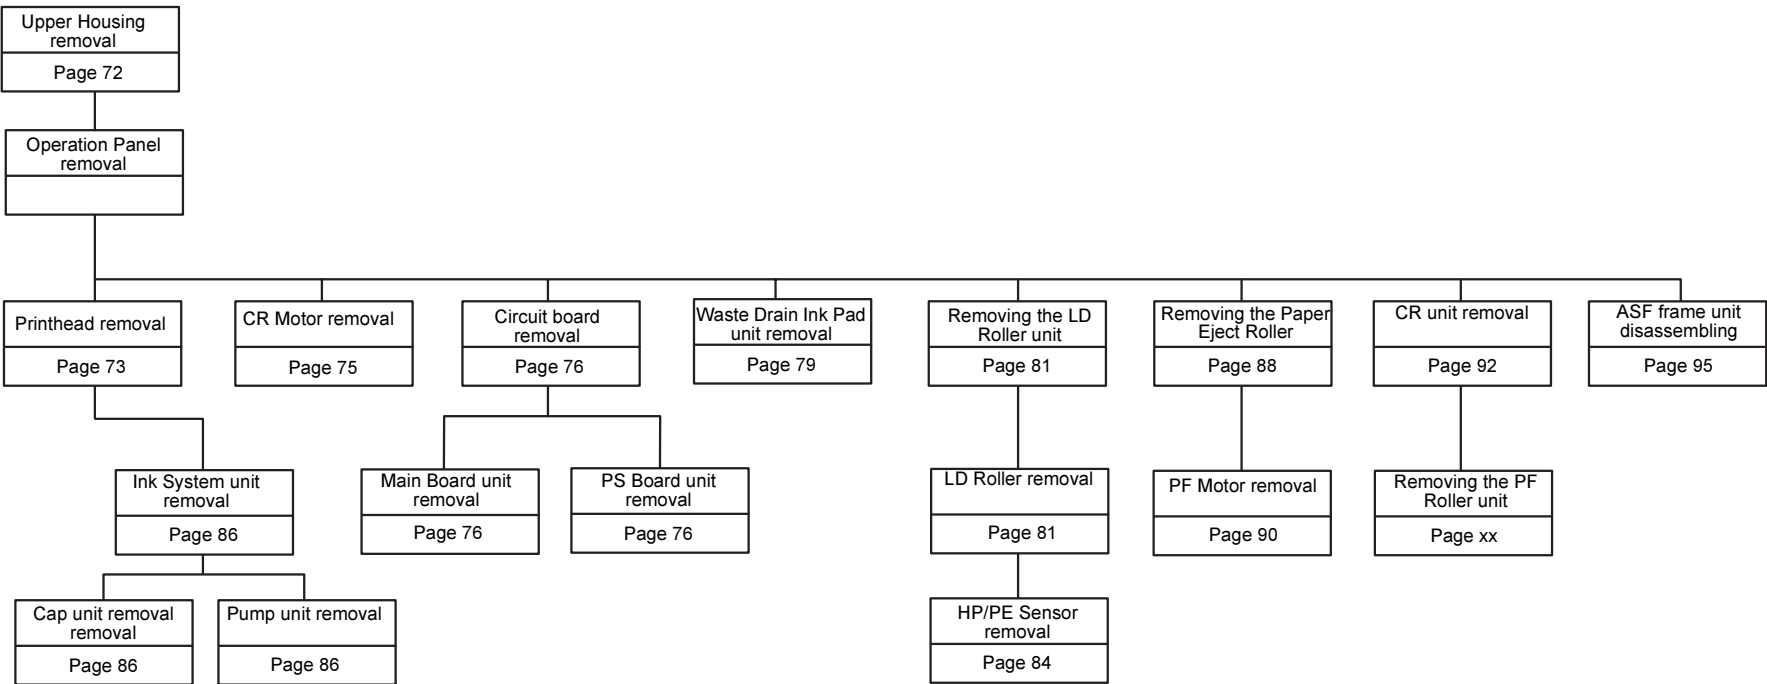 Upper Housing
removal
Page 72
Operation Panel
removal
Printhead removal
Page 73
CR Motor removal
Page 75
Circuit board
removal
Page 76
Waste Drain Ink Pad
unit removal
Page 79
Removing the LD
Roller unit
Page 81
Removing the Paper
Eject Roller
Page 88
CR unit removal
Page 92
ASF frame unit
disassembling
Page 95
Ink System unit
removal
Page 86
Main Board unit
removal
Page 76
PS Board unit
removal
Page 76
LD Roller removal
Page 81
PF Motor removal
Page 90
Removing the PF
Roller unit
Page xx
Cap unit removal
removal
Page 86
Pump unit removal
Page 86
HP/PE Sensor
removal
Page 84